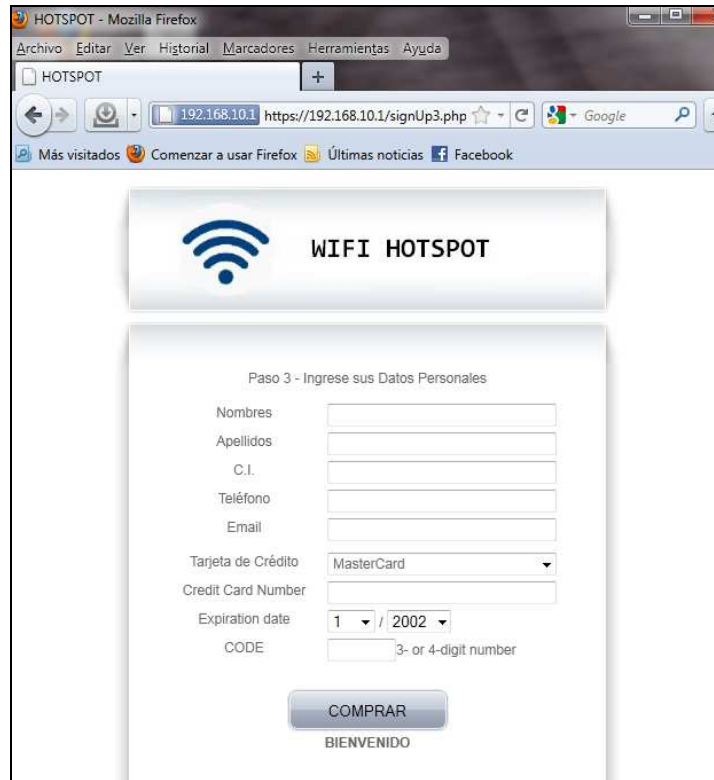 HOTSPOT - Mozilla Firefox
Archivo Editar Ver Historial Marcadores Herramientas Ayuda
HOTSPOT
192.168.10.1 https://192.168.10.1/signUp3.php Google
Más visitados Comenzar a usar Firefox Últimas noticias Facebook
WIFI HOTSPOT
Paso 3 - Ingrese sus Datos Personales
Nombres
Apellidos
C.I.
Teléfono
Email
Tarjeta de Crédito MasterCard
Credit Card Number
Expiration date 1 / 2002
CODE 3- or 4-digit number
COMPRAR
BIENVENIDO